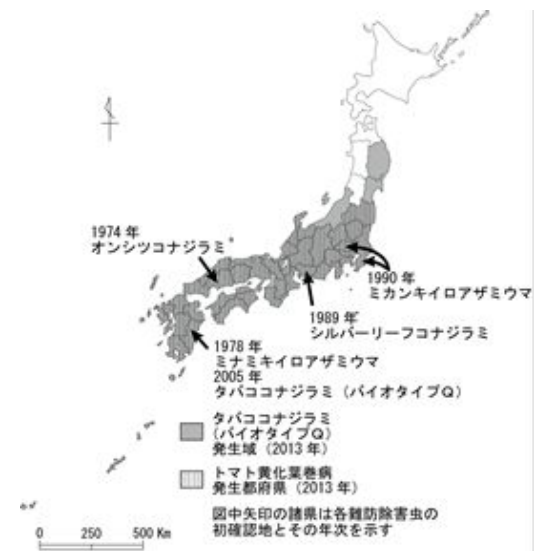 1974 年
オンシツコナジラミ
1990 年
ミカンキイロアザミウマ
1989 年
シルバーリーフコナジラミ
1978 年
ミナミキイロアザミウマ
2005年
タバココナジラミ（バイオタイプQ）
タバココナジラミ
（バイオタイプQ）
発生域（2013 年）
トマト黄化葉巻病
発生都府県（2013 年）
図中矢印の諸県は各難防除害虫の
初確認地とその年次を示す
0 250 500 Km